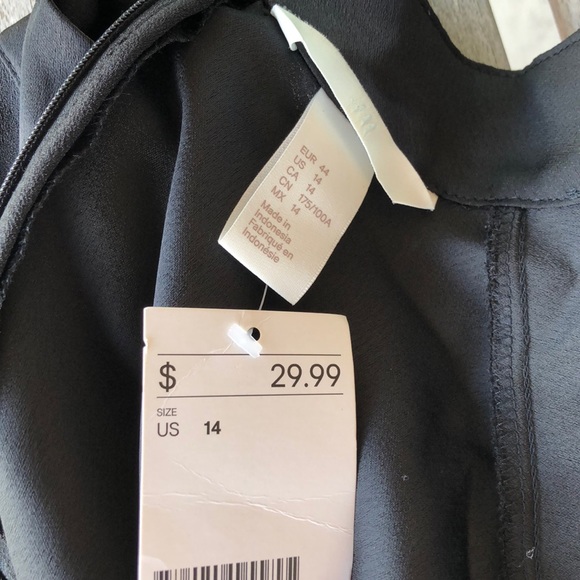 EUR 44
US 14
CA 14
CN 175/100A
MX 14
Made in
Indonesia
Fabriqué en
Indonésie
$ 29.99
SIZE
US 14